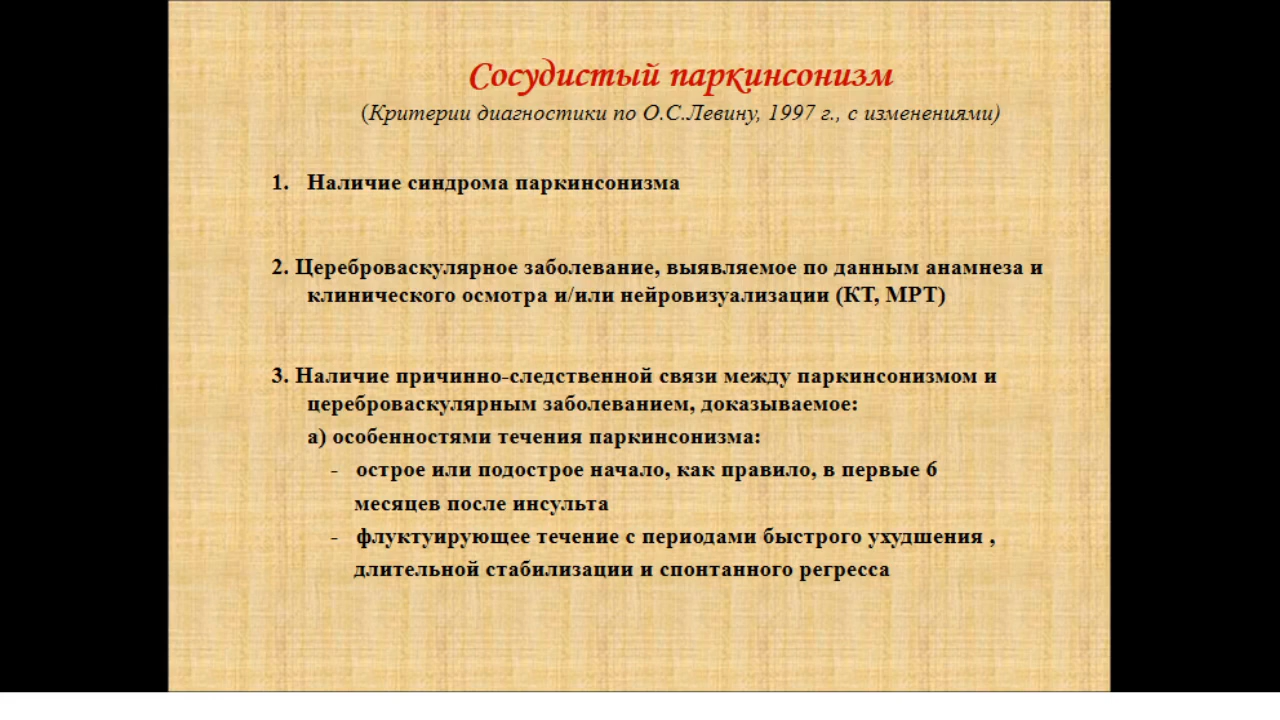 Сосудистый паркинсонизм
(Критерии диагностики по О.С.Левину, 1997 г., с изменениями)
1. Наличие синдрома паркинсонизма
2. Цереброваскулярное заболевание, выявляемое по данным анамнеза и
клинического осмотра и/или нейровизуализации (КТ, МРТ)
3. Наличие причинно-следственной связи между паркинсонизмом и
цереброваскулярным заболеванием, доказываемое:
а) особенностями течения паркинсонизма:
- острое или подострое начало, как правило, в первые 6
месяцев после инсульта
- флуктуирующее течение с периодами быстрого ухудшения ,
длительной стабилизации и спонтанного регресса